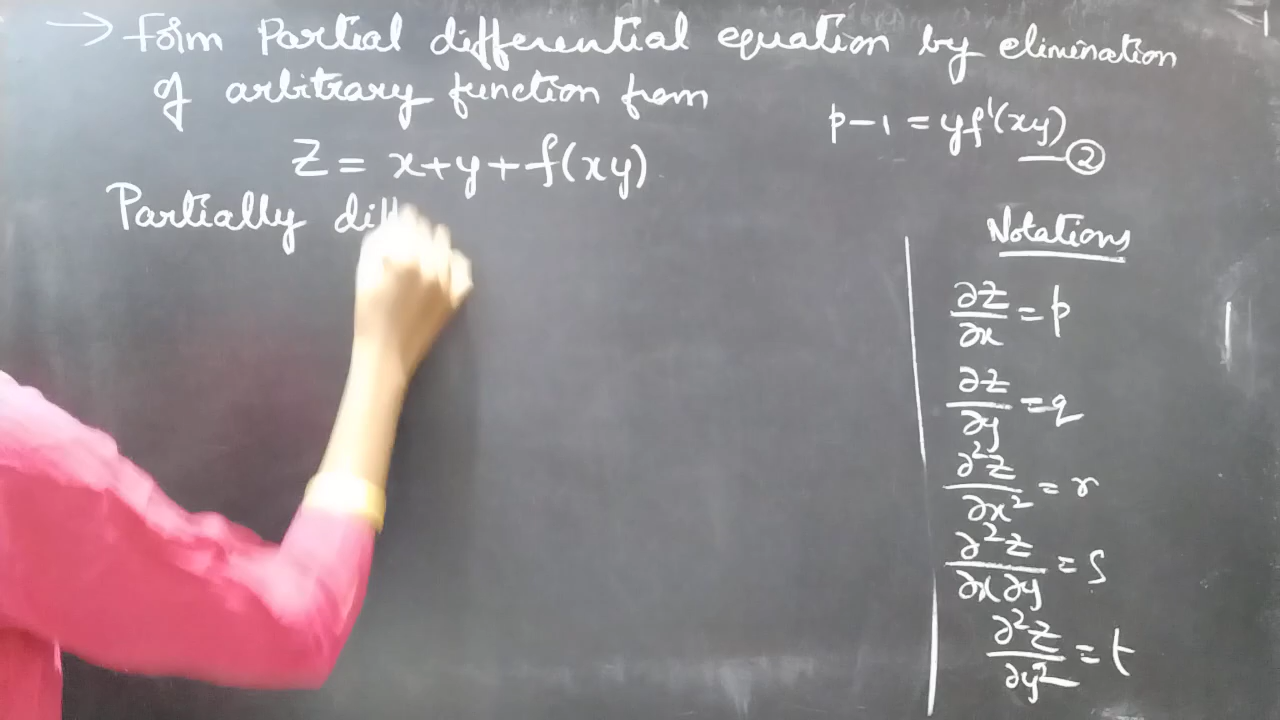 → Form Partial differential equation by elimination
of arbitrary function from
Z = x+y+f(xy)
p-1 = yf'(xy)
—②
Partially
Notations
∂z/∂x = p
∂z/∂y = q
∂²z/∂x² = r
∂²z/∂x∂y = s
∂²z/∂y² = t